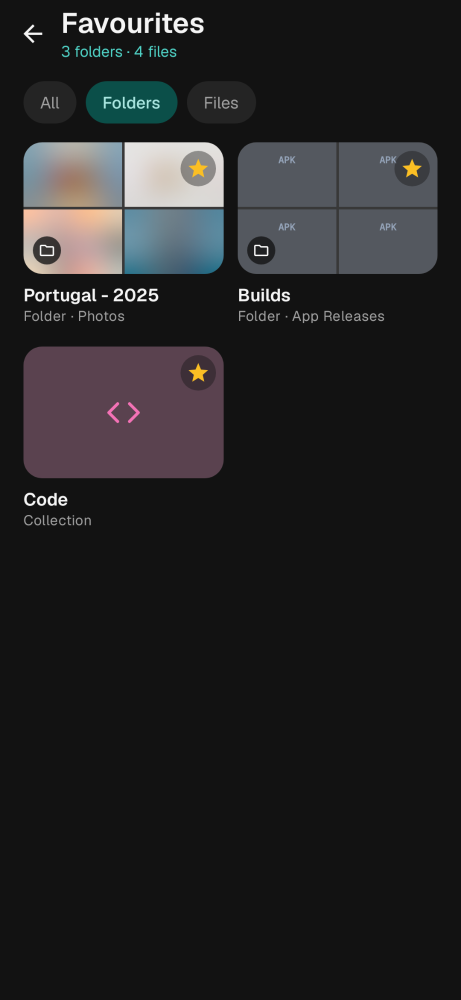 Favourites
3 folders · 4 files
All
Folders
Files
APK
APK
APK
APK
Portugal - 2025
Folder · Photos
Builds
Folder · App Releases
Code
Collection